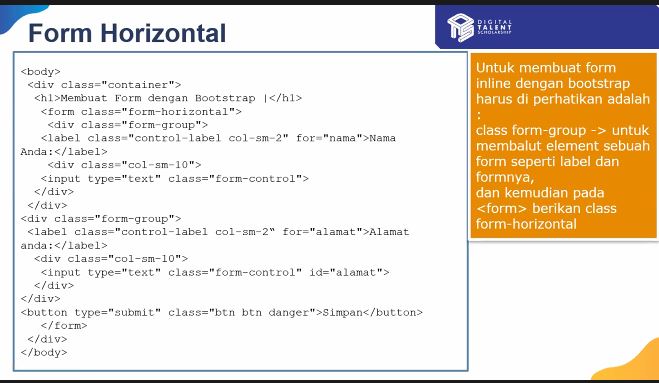 Form Horizontal
DIGITAL
TALENT
SCHOLARSHIP
<body>
<div class="container">
<h1>Membuat Form dengan Bootstrap |</h1>
<form class="form-horizontal">
<div class="form-group">
<label class="control-label col-sm-2" for="nama">Nama
Anda:</label>
<div class="col-sm-10">
<input type="text" class="form-control">
</div>
</div>
<div class="form-group">
<label class="control-label col-sm-2“ for="alamat">Alamat
anda:</label>
<div class="col-sm-10">
<input type="text" class="form-control" id="alamat">
</div>
</div>
<button type="submit" class="btn btn danger">Simpan</button>
</form>
</div>
</body>
Untuk membuat form
inline dengan bootstrap
harus di perhatikan adalah
:
class form-group -> untuk
membalut element sebuah
form seperti label dan
formnya,
dan kemudian pada
<form> berikan class
form-horizontal